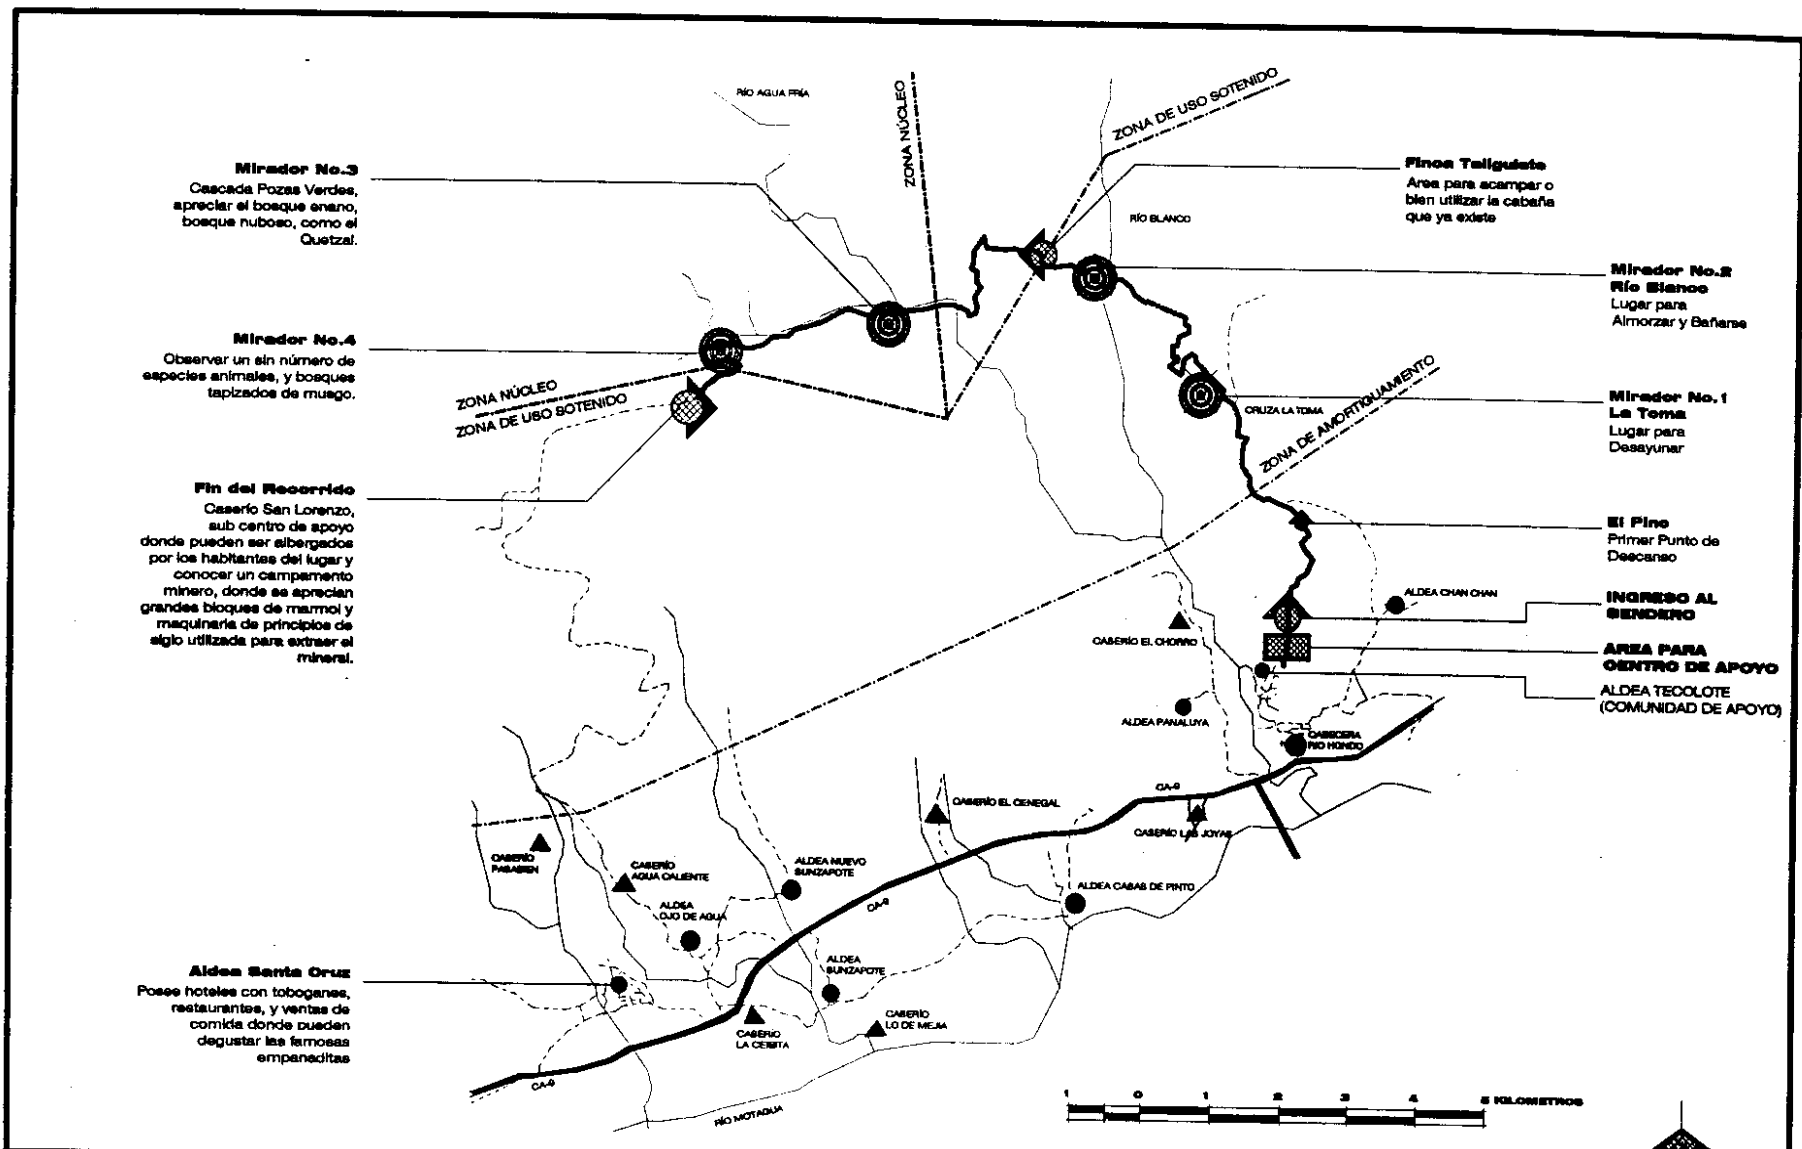 RÍO AGUA FRÍA
ZONA NÚCLEO
ZONA DE USO SOTENIDO
Mirador No.3
Cascada Pozas Verdes,
apreciar el bosque enano,
bosque nuboso, como el
Quetzal.
Finca Taliguiate
Area para acampar o
bien utilizar la cabaña
que ya existe
RÍO BLANCO
Mirador No.2
Río Blanco
Lugar para
Almorzar y Bañarse
Mirador No.4
Observar un sin número de
especies animales, y bosques
tapizados de musgo.
ZONA NÚCLEO
ZONA DE USO SOTENIDO
Mirador No.1
La Toma
Lugar para
Desayunar
CRUZA LA TOMA
ZONA DE AMORTIGUAMIENTO
Fin del Recorrido
Caserío San Lorenzo,
sub centro de apoyo
donde pueden ser albergados
por los habitantes del lugar y
conocer un campamento
minero, donde se aprecian
grandes bloques de marmol y
maquinaria de principios de
siglo utilizada para extraer el
mineral.
El Pino
Primer Punto de
Descanso
ALDEA CHAN CHAN
INGRESO AL
SENDERO
CASERÍO EL CHORRO
AREA PARA
CENTRO DE APOYO
ALDEA TECOLOTE
(COMUNIDAD DE APOYO)
ALDEA PANALUYA
CABECERA
RIO HONDO
CA-9
CASERÍO EL CENEGAL
CASERÍO LAS JOYAS
CASERÍO
PASABIEN
CASERÍO
AGUA CALIENTE
ALDEA NUEVO
SUNZAPOTE
ALDEA CASAS DE PINTO
ALDEA
OJO DE AGUA
CA-9
ALDEA
SUNZAPOTE
Aldea Santa Cruz
Posee hoteles con toboganes,
restaurantes, y ventas de
comida donde pueden
degustar las famosas
empanaditas
CASERÍO
LA CEIBITA
CASERÍO
LO DE MEJIA
CA-9
RÍO MOTAGUA
1 0 1 2 3 4 5 KILOMETROS